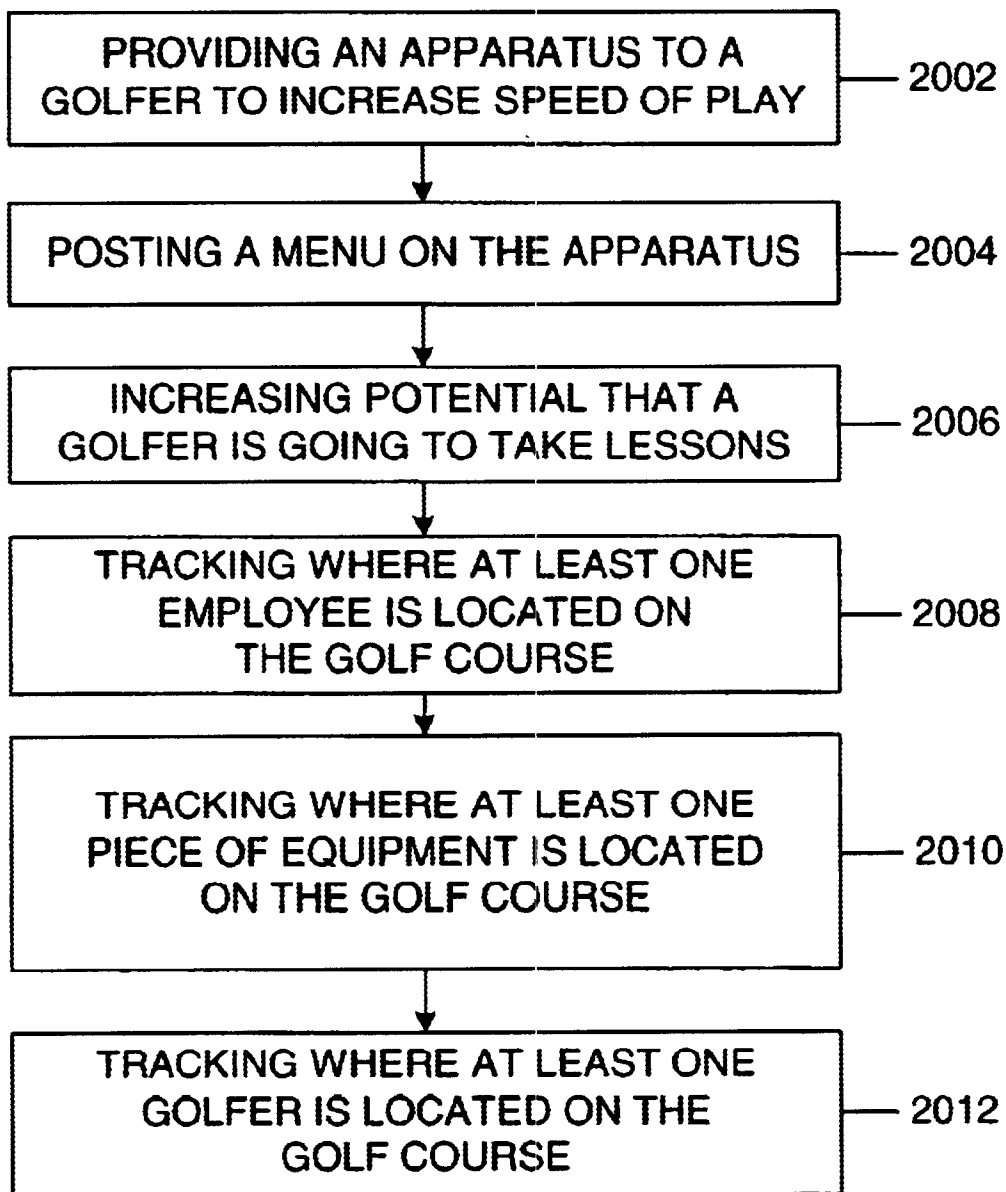 PROVIDING AN APPARATUS TO A
GOLFER TO INCREASE SPEED OF PLAY
2002
POSTING A MENU ON THE APPARATUS
2004
INCREASING POTENTIAL THAT A
GOLFER IS GOING TO TAKE LESSONS
2006
TRACKING WHERE AT LEAST ONE
EMPLOYEE IS LOCATED ON
THE GOLF COURSE
2008
TRACKING WHERE AT LEAST ONE
PIECE OF EQUIPMENT IS LOCATED
ON THE GOLF COURSE
2010
TRACKING WHERE AT LEAST ONE
GOLFER IS LOCATED ON THE
GOLF COURSE
2012